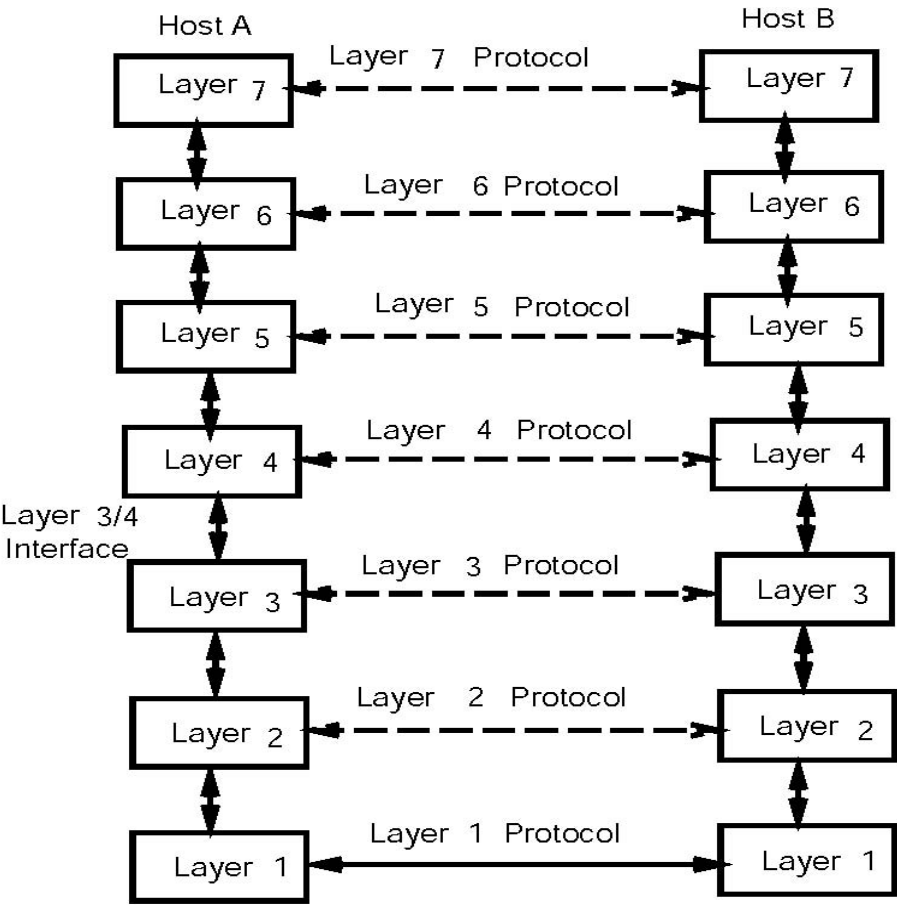 Host A
Host B
Layer 7 Protocol
Layer 7
Layer 7
Layer 6 Protocol
Layer 6
Layer 6
Layer 5 Protocol
Layer 5
Layer 5
Layer 4 Protocol
Layer 4
Layer 4
Layer 3/4
Interface
Layer 3 Protocol
Layer 3
Layer 3
Layer 2 Protocol
Layer 2
Layer 2
Layer 1 Protocol
Layer 1
Layer 1